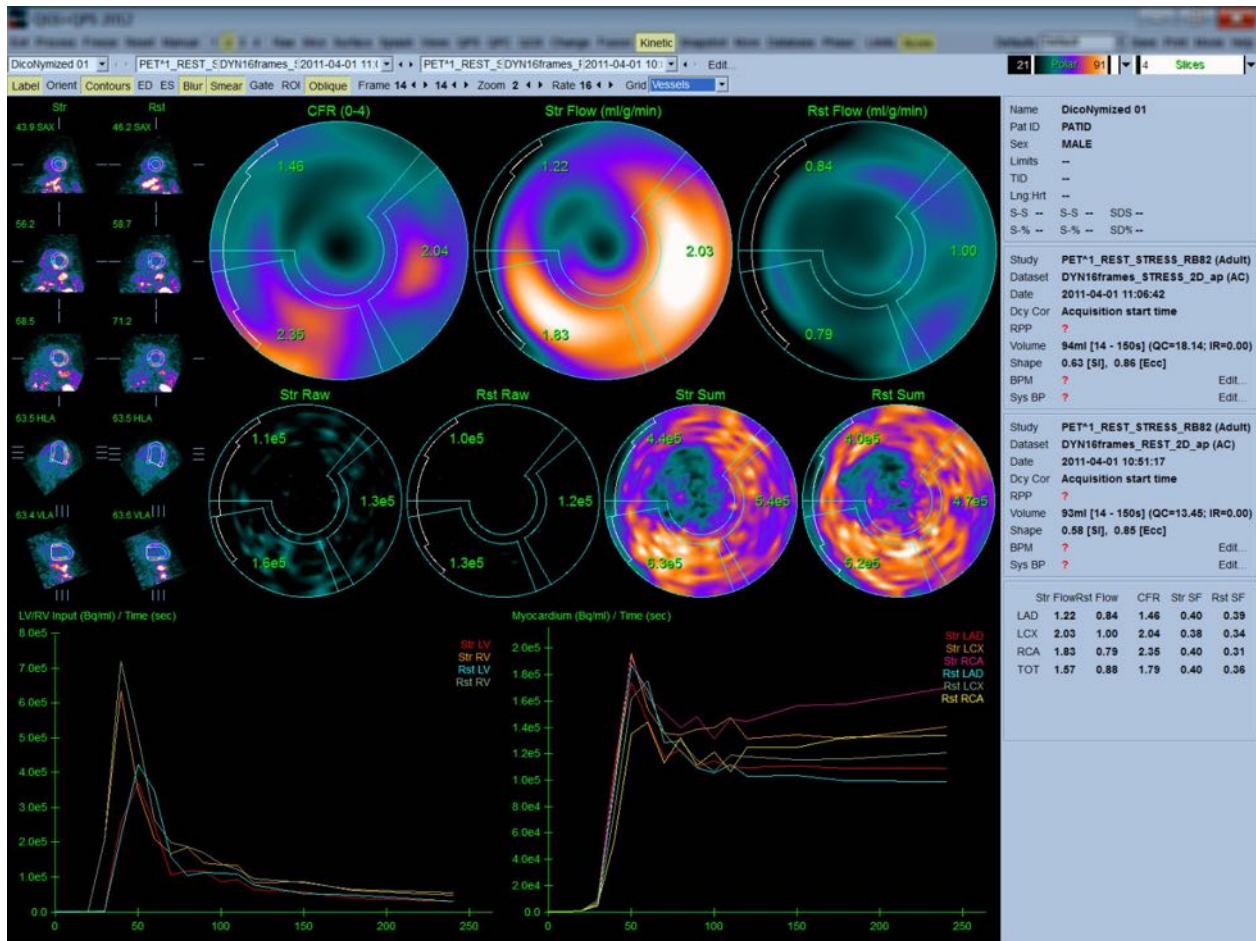 QGS+QPS 2012
Kinetic
DicoNymized 01 PET^1_REST_S DYN16frames_S 2011-04-01 11:( PET^1_REST_S DYN16frames_F 2011-04-01 10: Edit...
21 Polar 91 4 Slices
Label Orient Contours ED ES Blur Smear Gate ROI Oblique Frame 14 14 Zoom 2 Rate 16 Grid Vessels
Str Rst
43.9 SAX 46.2 SAX
56.2 58.7
68.5 71.2
63.5 HLA 63.5 HLA
63.4 VLA 63.6 VLA
CFR (0-4) Str Flow (ml/g/min) Rst Flow (ml/g/min)
1.46 1.22 0.84
2.04 2.03 1.00
2.35 1.83 0.79
Str Raw Rst Raw Str Sum Rst Sum
1.1e5 1.0e5 4.4e5 4.0e5
1.3e5 1.2e5 5.4e5 4.7e5
1.6e5 1.3e5 6.3e5 5.2e5
LV/RV Input (Bq/ml) / Time (sec)
8.0e5
7.0e5
6.0e5
5.0e5
4.0e5
3.0e5
2.0e5
1.0e5
0.0
0 50 100 150 200 250
Str LV
Str RV
Rst LV
Rst RV
Myocardium (Bq/ml) / Time (sec)
2.0e5
1.8e5
1.6e5
1.4e5
1.2e5
1.0e5
8.0e4
6.0e4
4.0e4
2.0e4
0.0
0 50 100 150 200 250
Str LAD
Str LCX
Str RCA
Rst LAD
Rst LCX
Rst RCA
Name DicoNymized 01
Pat ID PATID
Sex MALE
Limits --
TID --
Lng:Hrt --
S-S -- S-S -- SDS --
S-% -- S-% -- SD% --
Study PET^1_REST_STRESS_RB82 (Adult)
Dataset DYN16frames_STRESS_2D_ap (AC)
Date 2011-04-01 11:06:42
Dcy Cor Acquisition start time
RPP ?
Volume 94ml [14 - 150s] (QC=18.14; IR=0.00)
Shape 0.63 [SI], 0.86 [Ecc]
BPM ? Edit...
Sys BP ? Edit...
Study PET^1_REST_STRESS_RB82 (Adult)
Dataset DYN16frames_REST_2D_ap (AC)
Date 2011-04-01 10:51:17
Dcy Cor Acquisition start time
RPP ?
Volume 93ml [14 - 150s] (QC=13.45; IR=0.00)
Shape 0.58 [SI], 0.85 [Ecc]
BPM ? Edit...
Sys BP ? Edit...
Str Flow Rst Flow CFR Str SF Rst SF
LAD 1.22 0.84 1.46 0.40 0.39
LCX 2.03 1.00 2.04 0.38 0.34
RCA 1.83 0.79 2.35 0.40 0.31
TOT 1.57 0.88 1.79 0.40 0.36